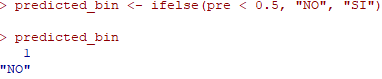 > predicted_bin <- ifelse(pre < 0.5, "NO", "SI")
> predicted_bin
1
"NO"